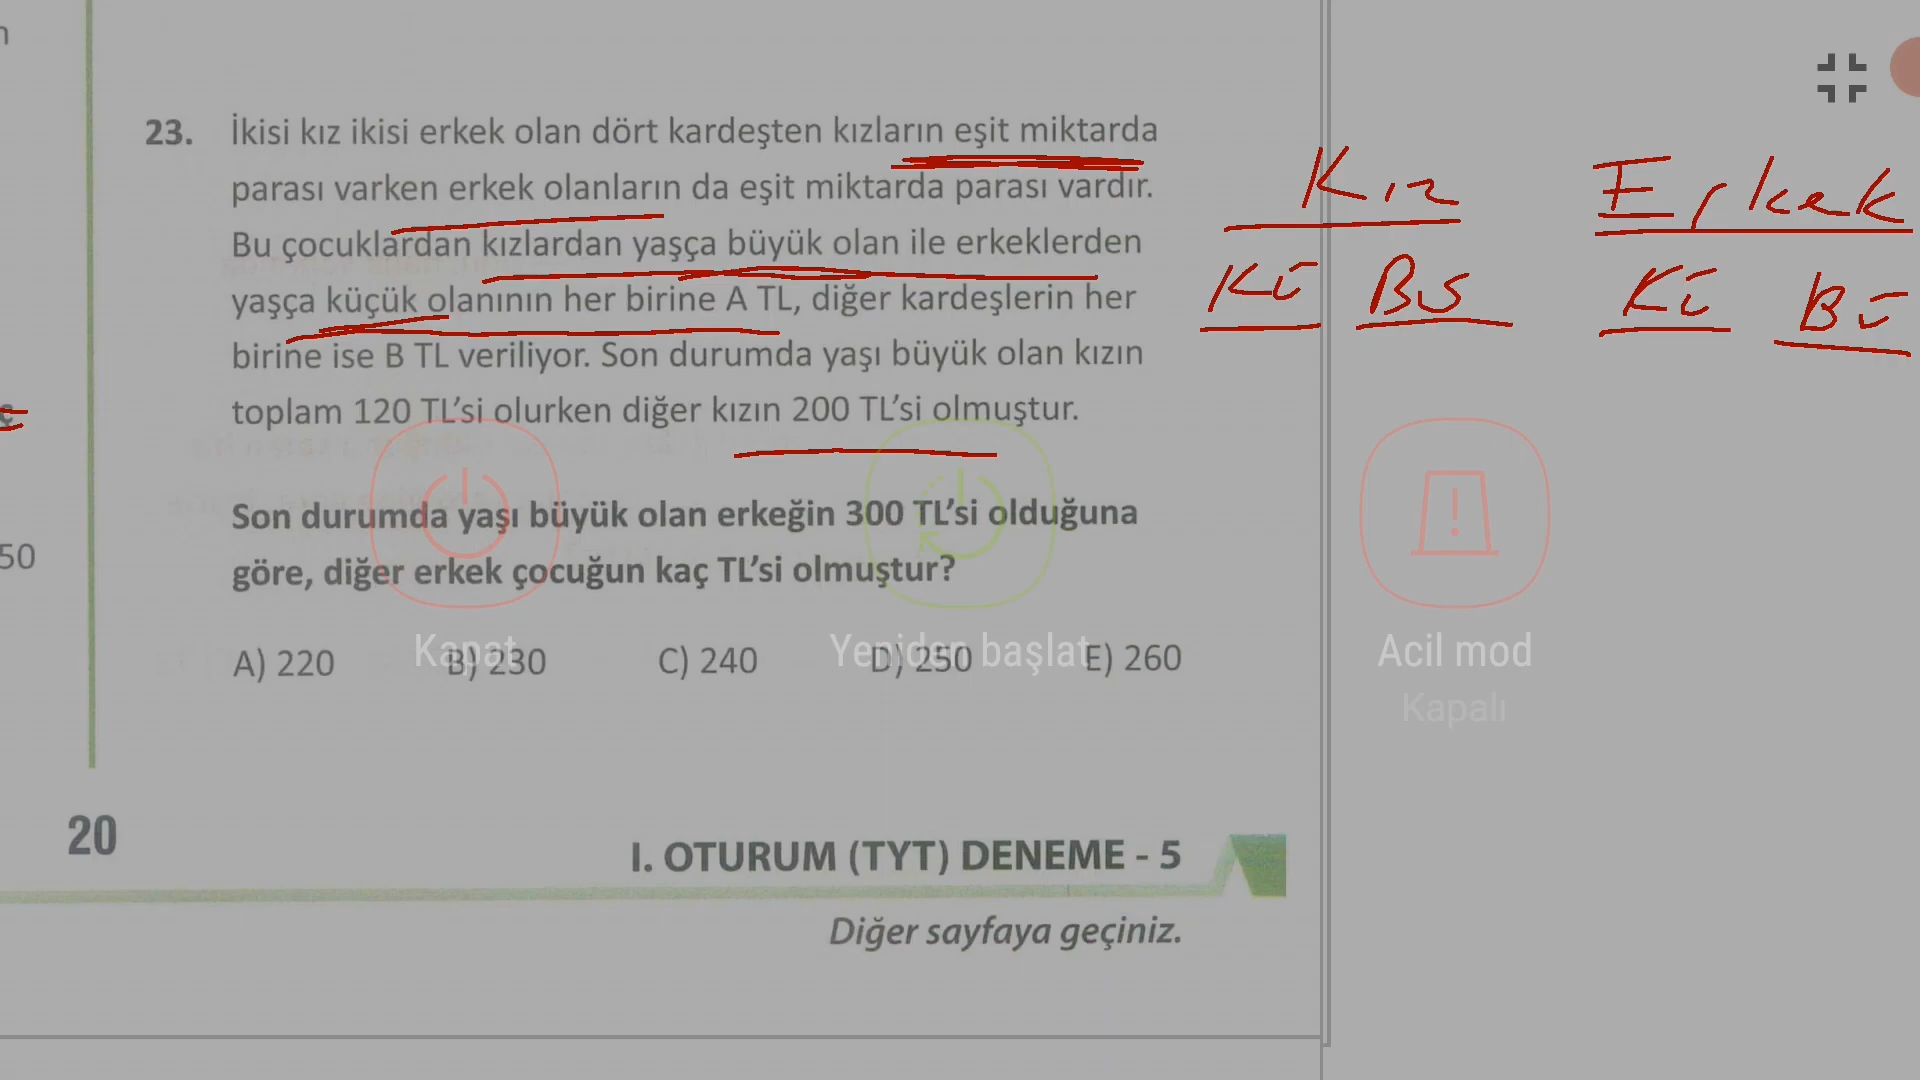 23. İkisi kız ikisi erkek olan dört kardeşten kızların eşit miktarda
parası varken erkek olanların da eşit miktarda parası vardır.
Bu çocuklardan kızlardan yaşça büyük olan ile erkeklerden
yaşça küçük olanının her birine A TL, diğer kardeşlerin her
birine ise B TL veriliyor. Son durumda yaşı büyük olan kızın
toplam 120 TL'si olurken diğer kızın 200 TL'si olmuştur.
Son durumda yaşı büyük olan erkeğin 300 TL'si olduğuna
göre, diğer erkek çocuğun kaç TL'si olmuştur?
A) 220 B) 230 C) 240 D) 250 E) 260
Kız Erkek
Kü Bü Kü Bü
Kapat Yeniden başlat Acil mod
Kapalı
50
20
I. OTURUM (TYT) DENEME - 5
Diğer sayfaya geçiniz.